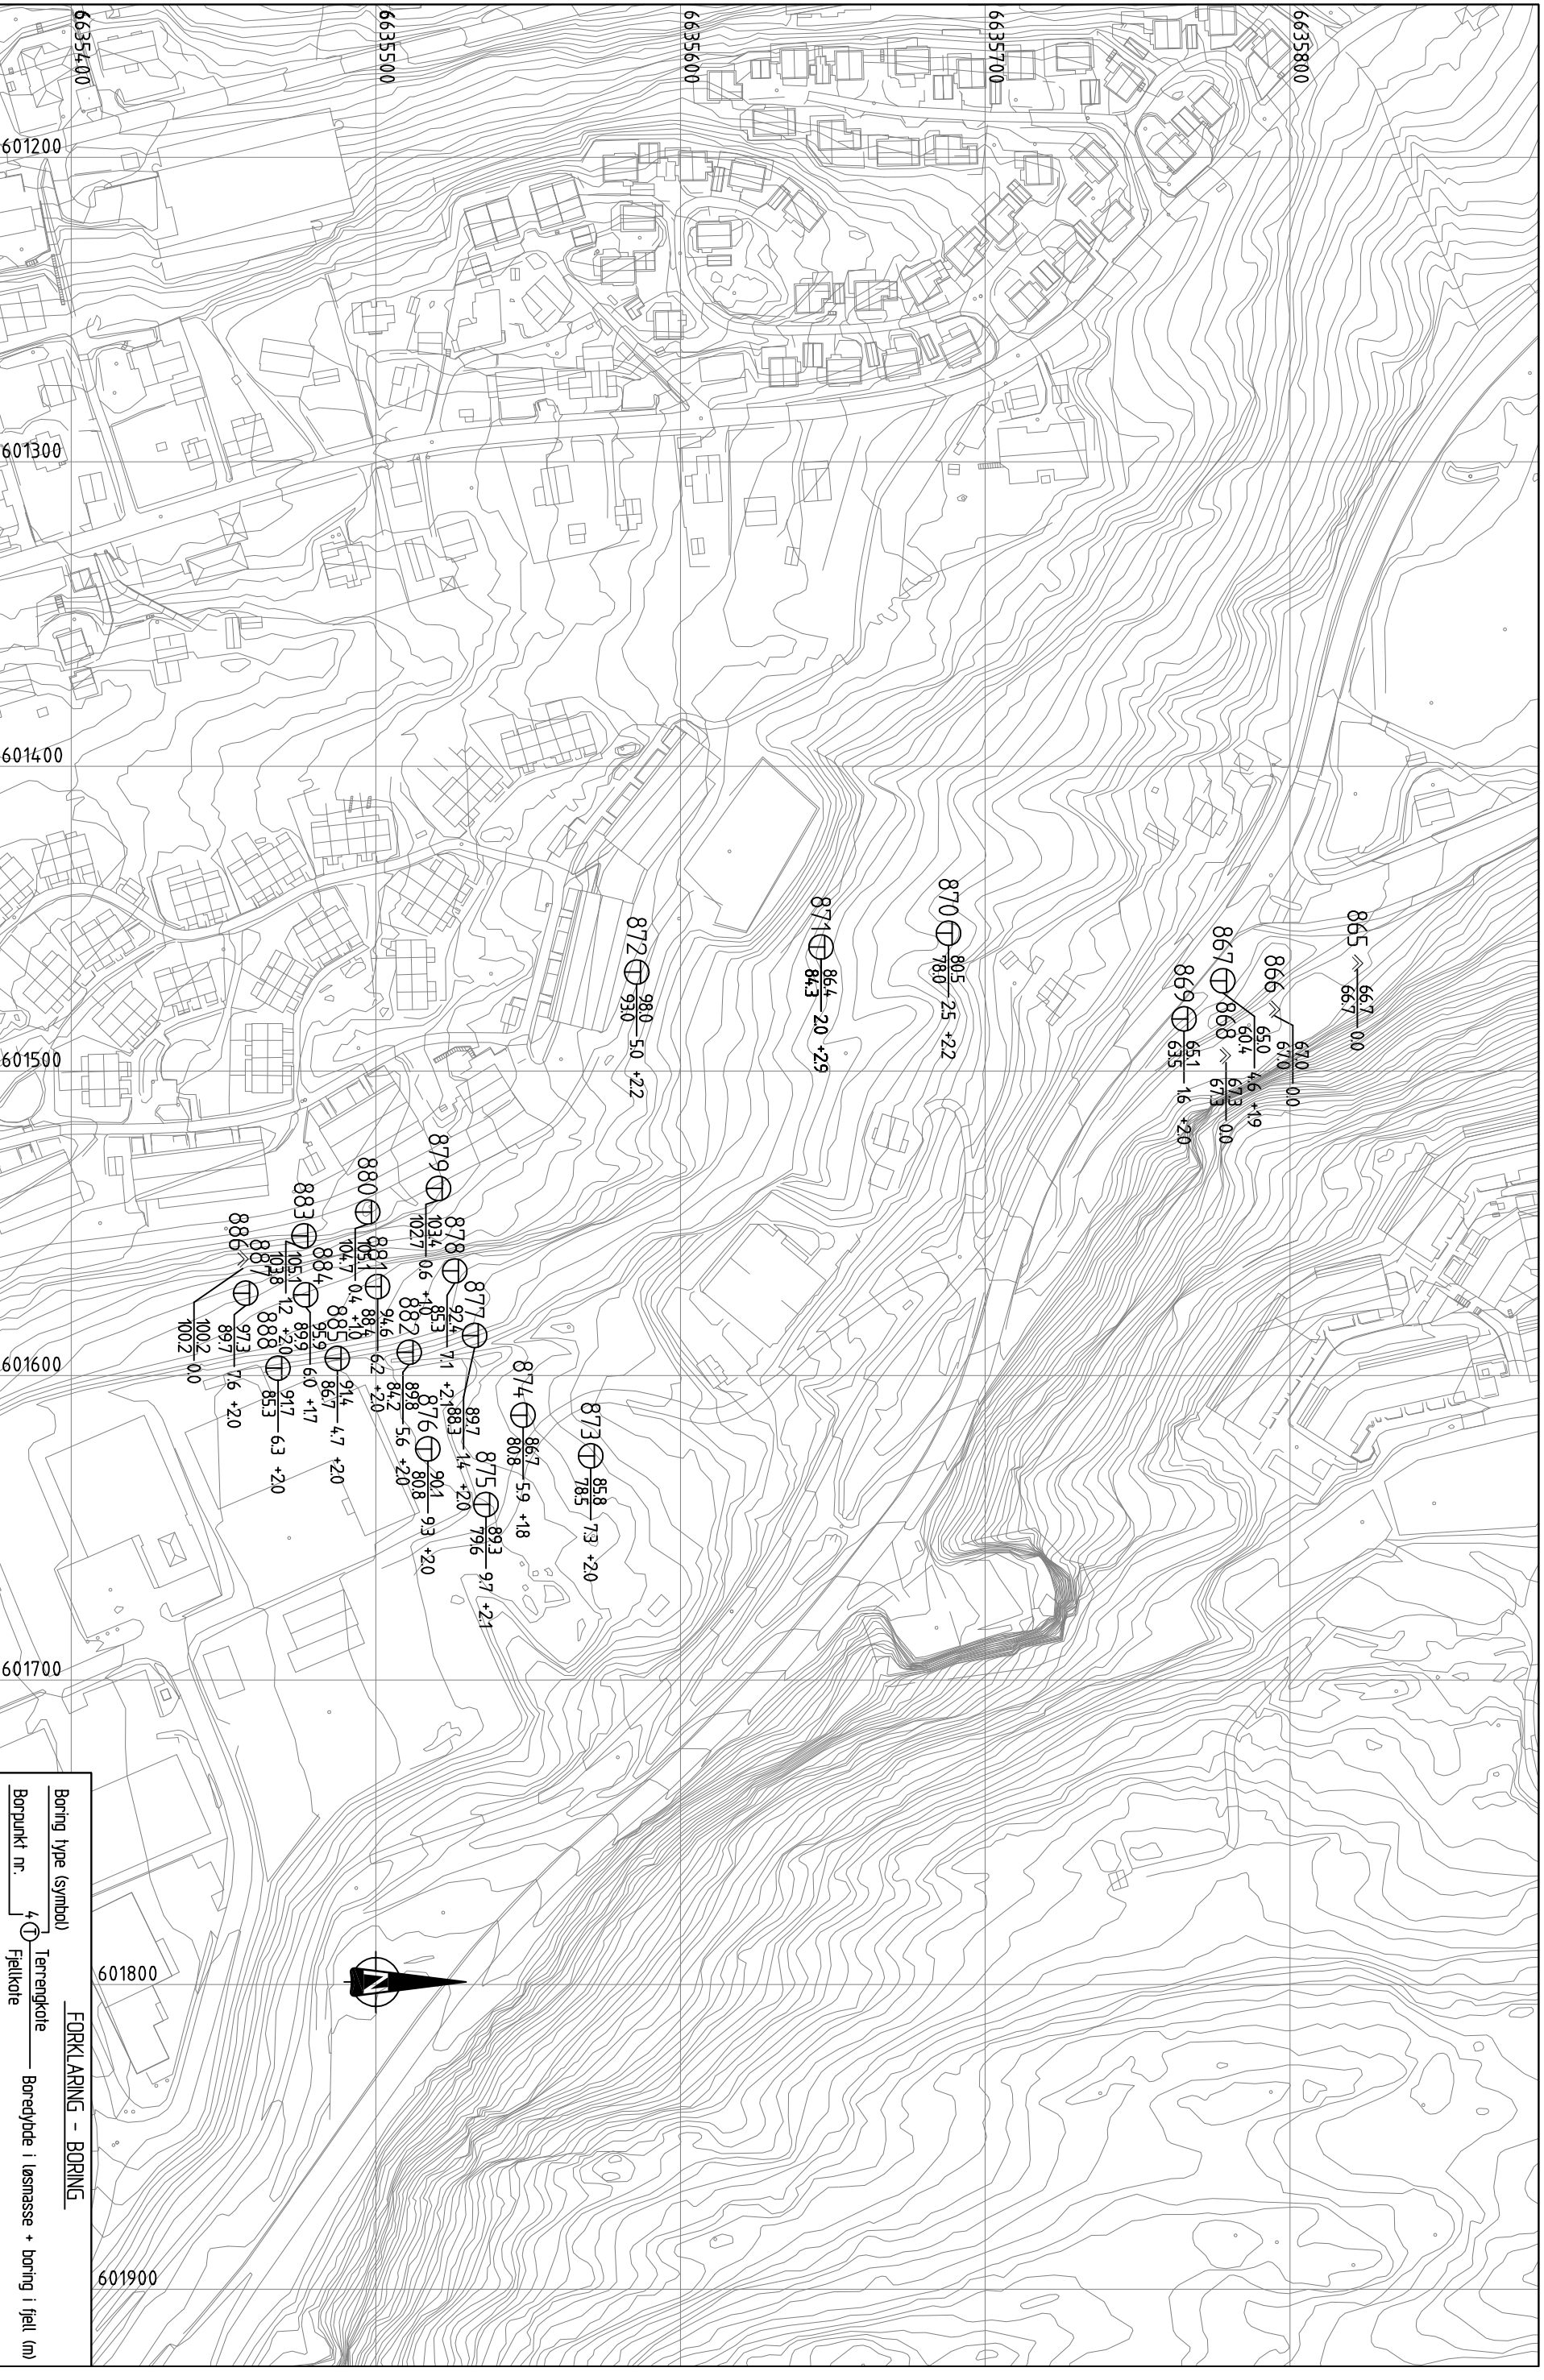 6635400
6635500
6635600
6635700
6635800
601200
601300
601400
601500
601600
601700
601800
601900
865 66.7 66.7 0.0
866 67.0 67.0 0.0
867 65.0 60.4 4.6 +1.9
868 67.3 67.3 0.0
869 65.1 63.5 1.6 +2.0
870 80.5 78.0 2.5 +2.2
871 86.4 84.3 2.0 +2.9
872 98.0 93.0 5.0 +2.2
873 85.8 78.5 7.3 +2.0
874 86.7 80.8 5.9 +1.8
875 89.3 79.6 9.7 +2.1
876 90.1 80.8 9.3 +2.0
877 89.7 88.3 1.4 +2.0
878 92.4 85.3 7.1 +2.1
879 103.4 102.7 0.6 +1.0
880 105.1 104.7 0.4 +1.0
881 94.6 88.4 6.2 +2.0
882 89.8 84.2 5.6 +2.0
883 105.1 103.8 1.2 +2.0
884 95.9 89.9 6.0 +1.7
885 91.4 86.7 4.7 +2.0
886 100.2 100.2 0.0
887 97.3 89.7 7.6 +2.0
888 91.7 85.3 6.3 +2.0
N
FORKLARING - BORING
Boring type (symbol)
Terrengkote
Borpunkt nr. 4 T Boredybde i løsmasse + boring i fjell (m)
Fjellkote